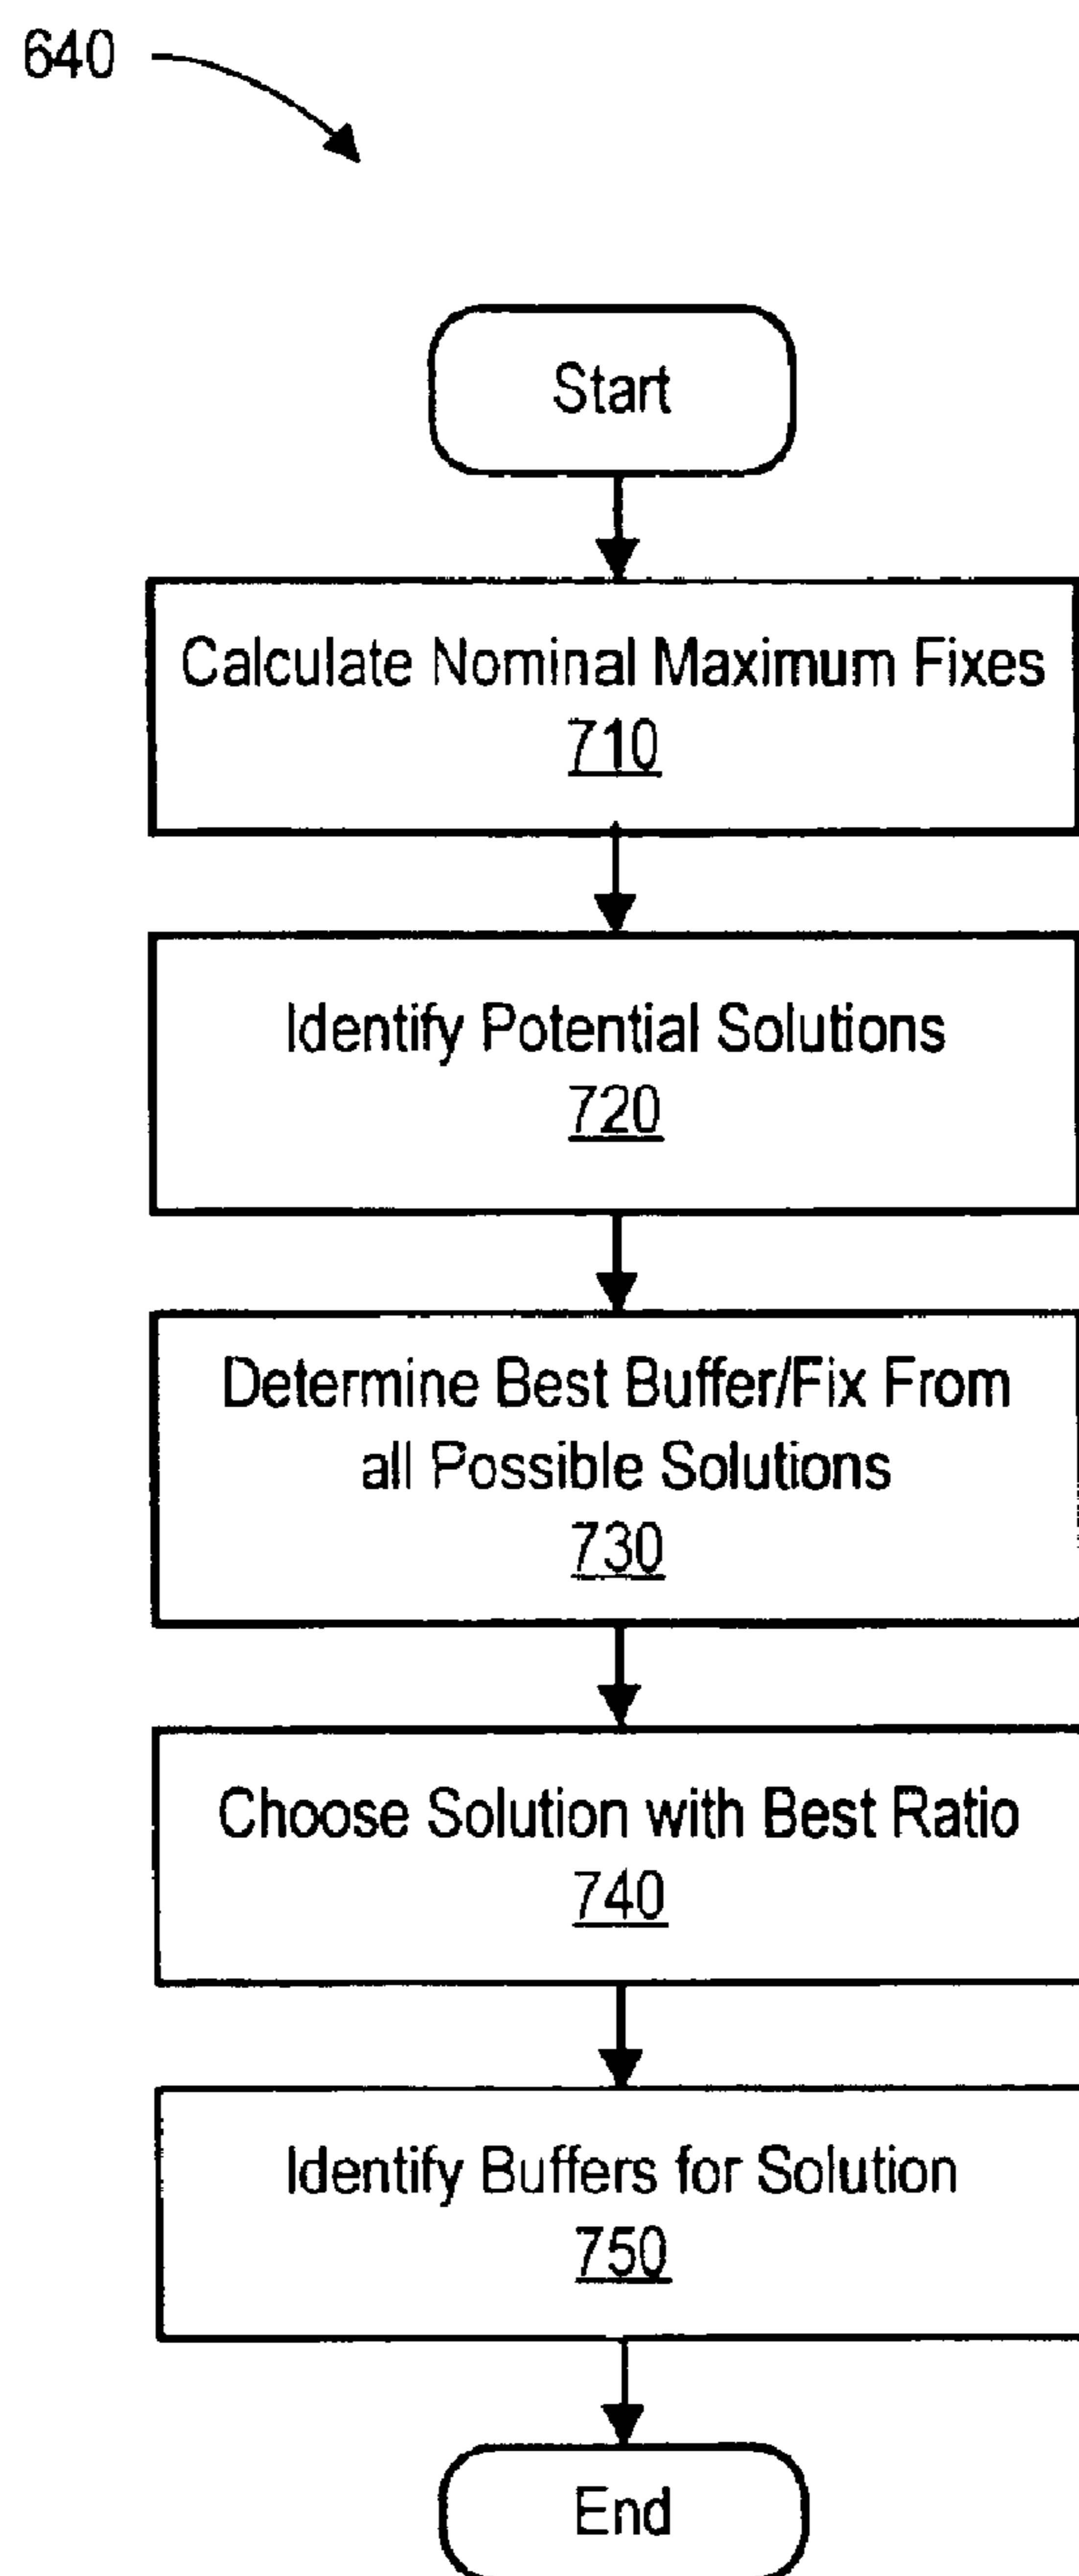 640
Start
Calculate Nominal Maximum Fixes
710
Identify Potential Solutions
720
Determine Best Buffer/Fix From
all Possible Solutions
730
Choose Solution with Best Ratio
740
Identify Buffers for Solution
750
End